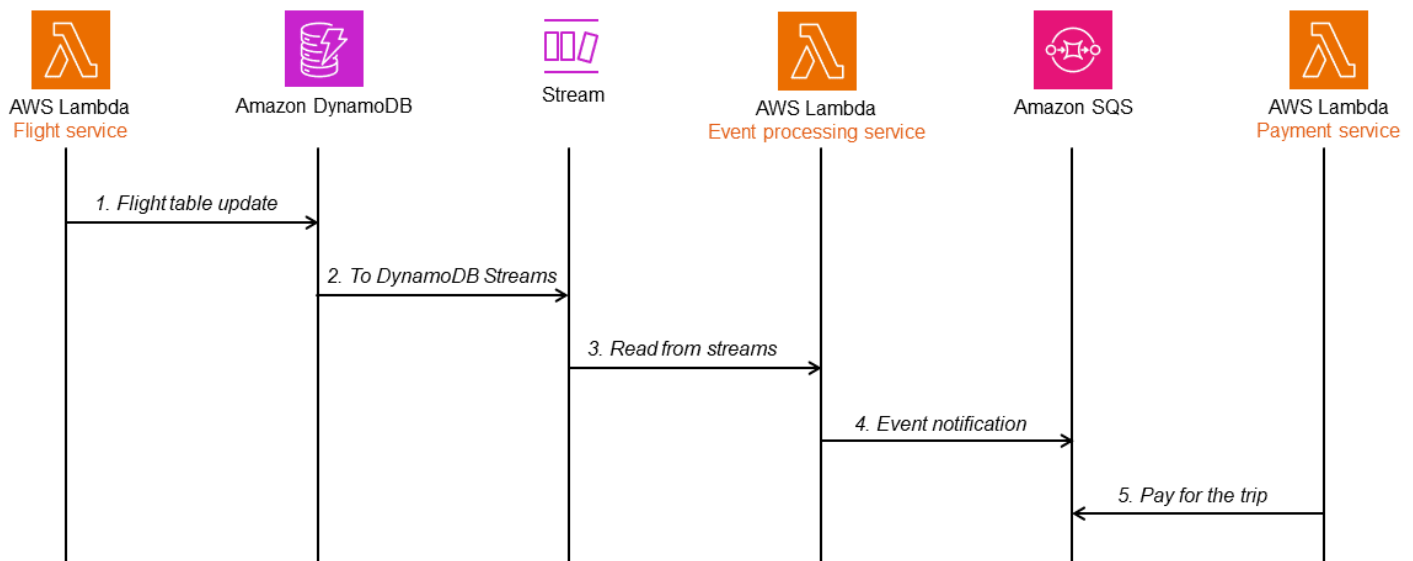 AWS Lambda
Flight service
Amazon DynamoDB
Stream
AWS Lambda
Event processing service
Amazon SQS
AWS Lambda
Payment service
1. Flight table update
2. To DynamoDB Streams
3. Read from streams
4. Event notification
5. Pay for the trip